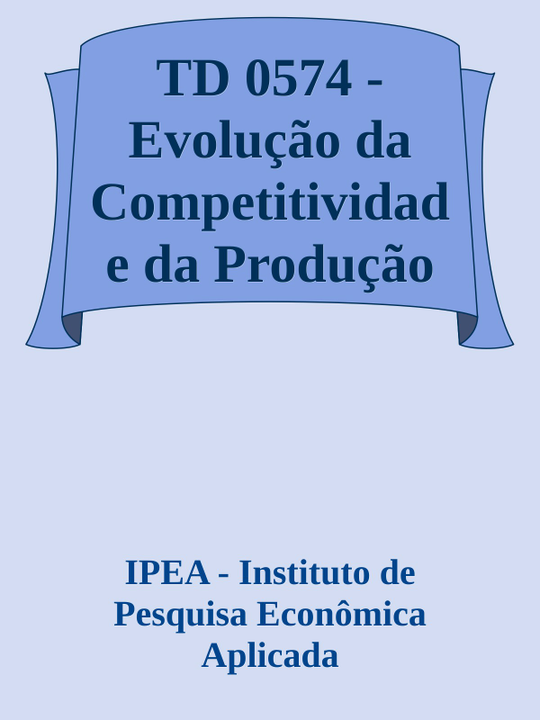 TD 0574 -
Evolução da
Competitividad
e da Produção
IPEA - Instituto de
Pesquisa Econômica
Aplicada